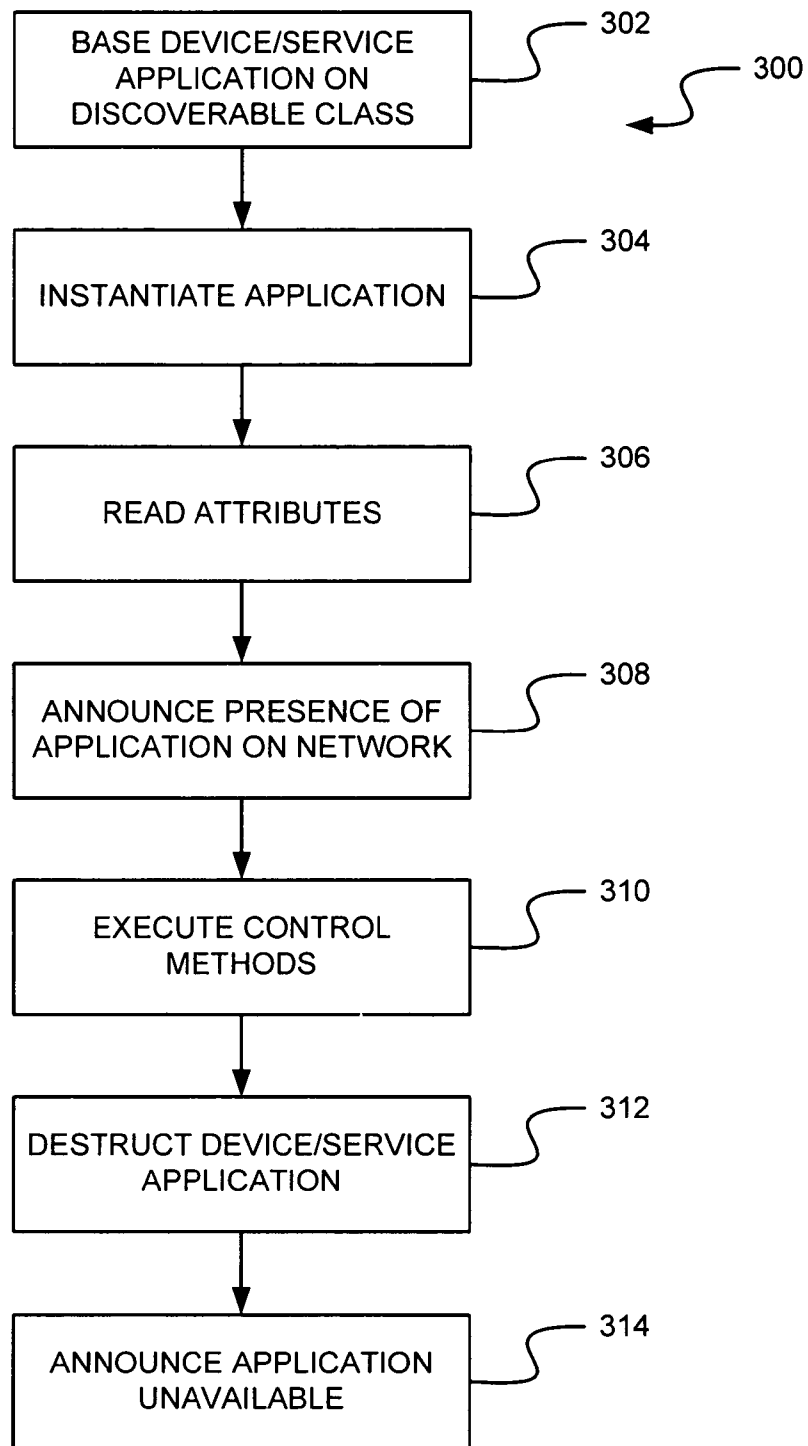 BASE DEVICE/SERVICE
APPLICATION ON
DISCOVERABLE CLASS
302
300
INSTANTIATE APPLICATION
304
READ ATTRIBUTES
306
ANNOUNCE PRESENCE OF
APPLICATION ON NETWORK
308
EXECUTE CONTROL
METHODS
310
DESTRUCT DEVICE/SERVICE
APPLICATION
312
ANNOUNCE APPLICATION
UNAVAILABLE
314